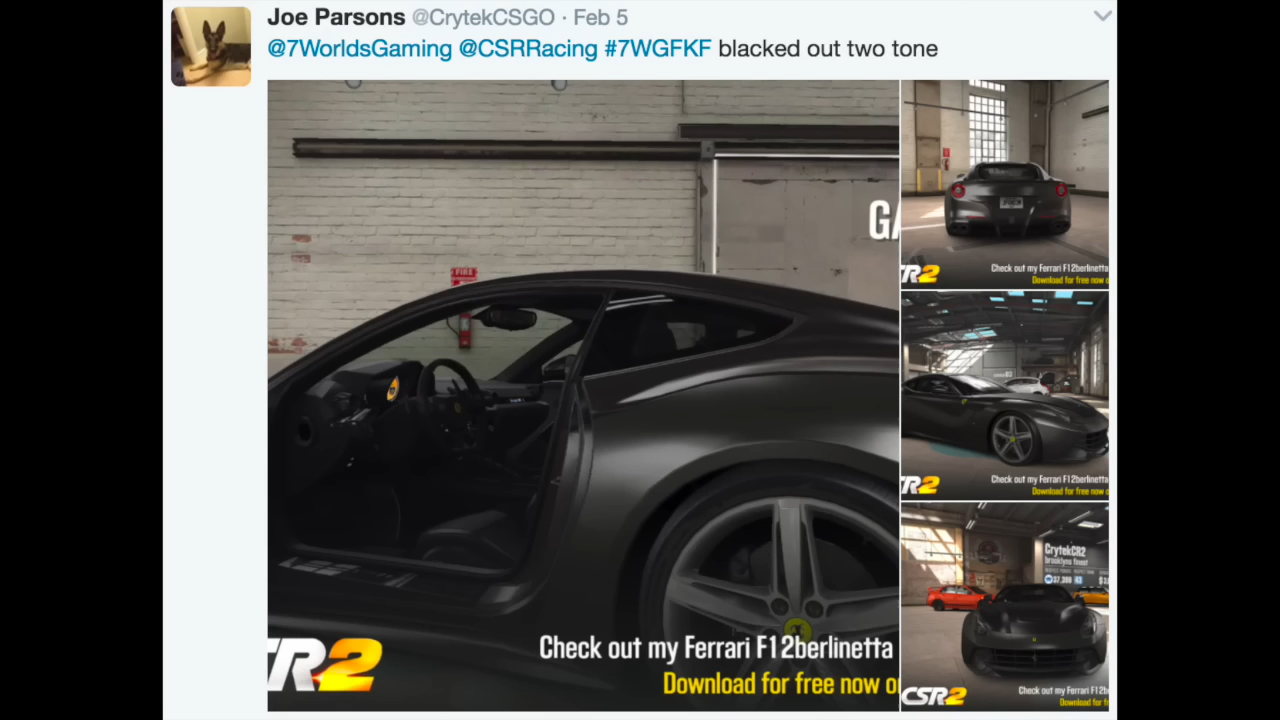 Joe Parsons @CrytekCSGO · Feb 5
@7WorldsGaming @CSRRacing #7WGFKF blacked out two tone
FIRE
GA
R2
Check out my Ferrari F12berlinetta
Download for free now o
R2
Check out my Ferrari F12berlinetta
Download for free now o
R2
Check out my Ferrari F12berlinetta
Download for free now o
CrytekCR2
brooklyns finest
CSR2
Check out my Ferrari F12b
Download for f